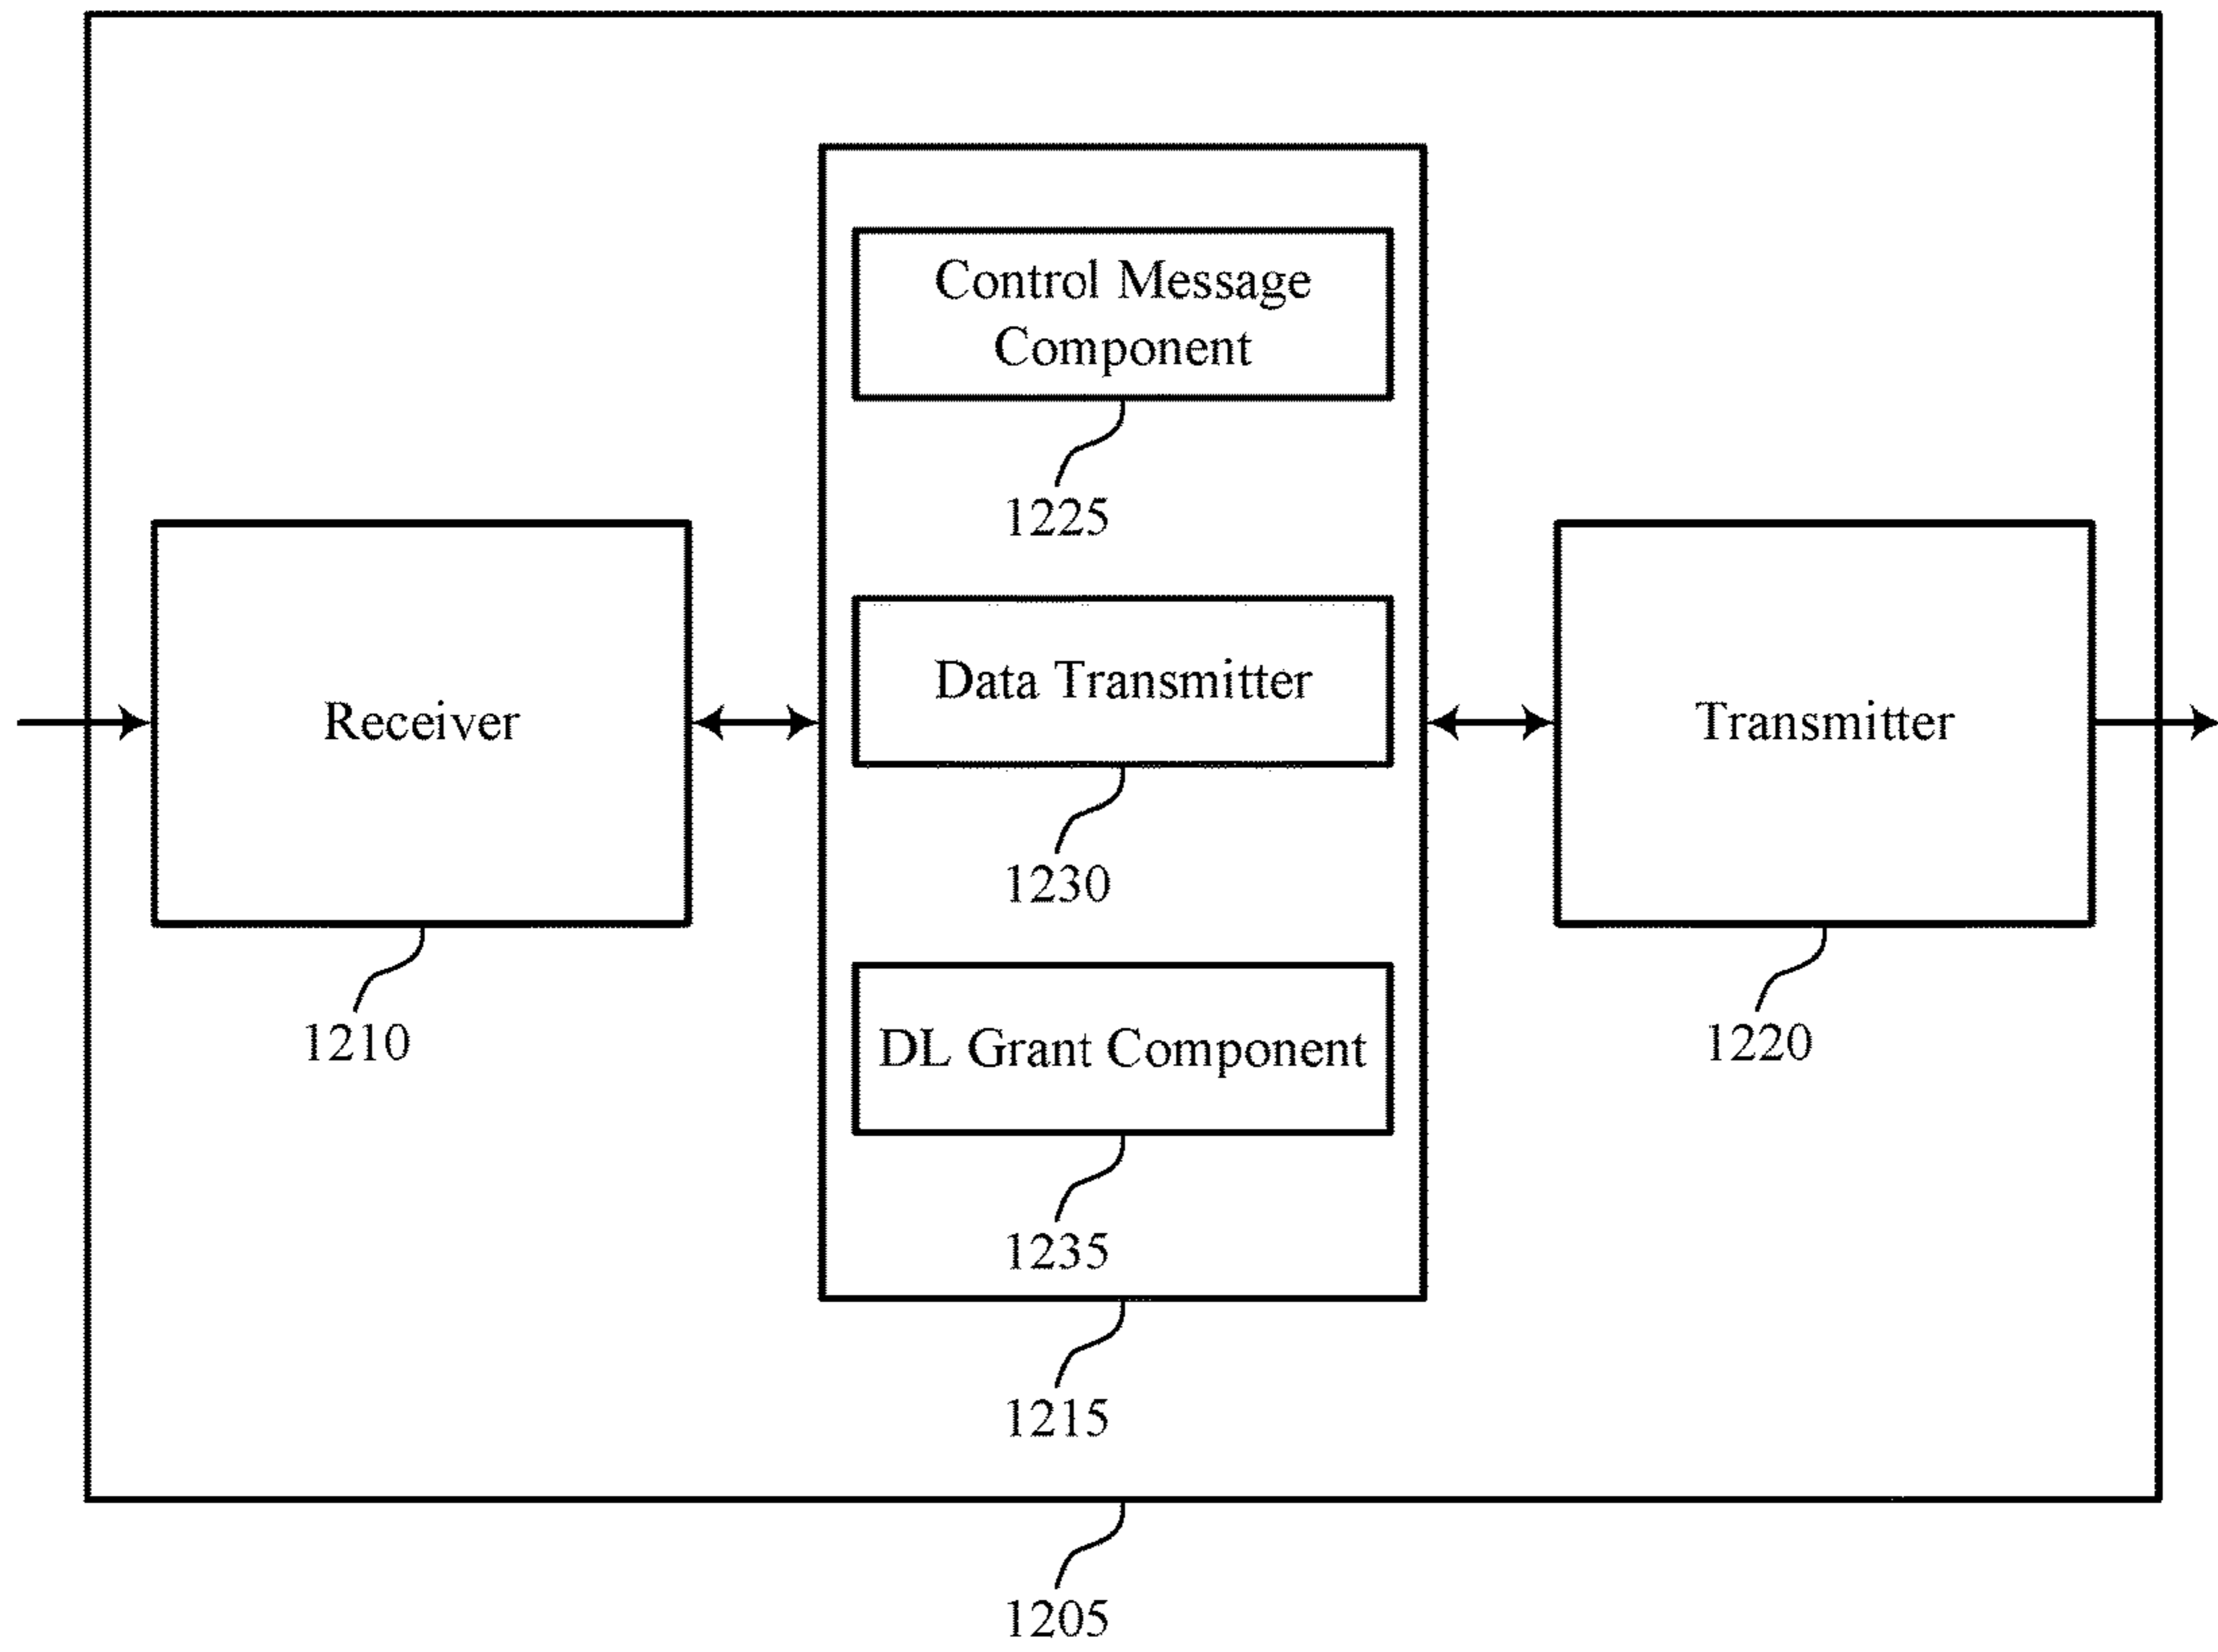 Control Message
Component
1225
Receiver
1210
Data Transmitter
1230
Transmitter
1220
DL Grant Component
1235
1215
1205